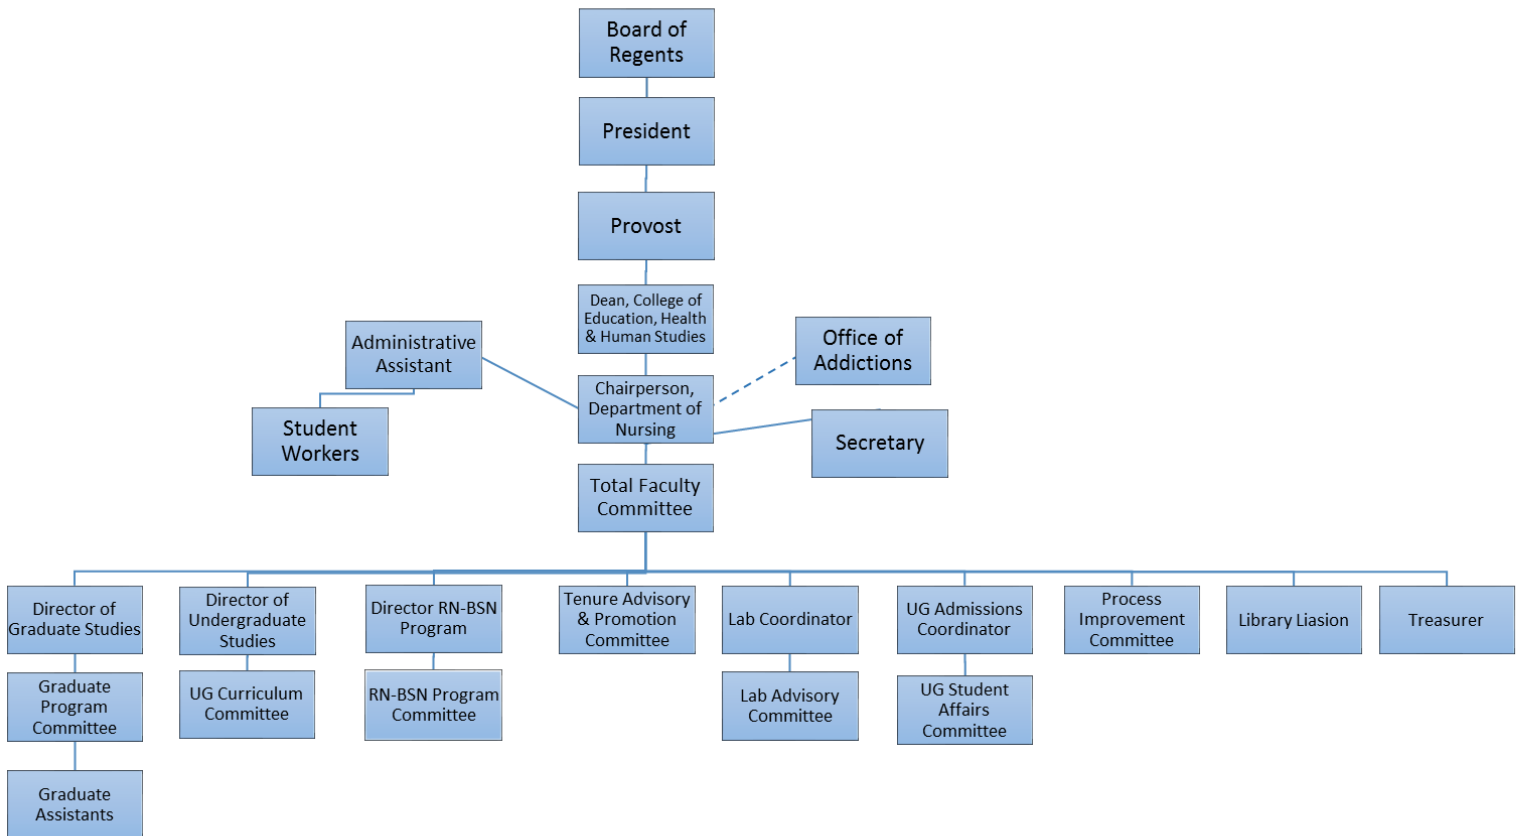 Board of
Regents
President
Provost
Dean, College of
Education, Health
& Human Studies
Administrative
Assistant
Office of
Addictions
Chairperson,
Department of
Nursing
Student
Workers
Secretary
Total Faculty
Committee
Director of
Graduate Studies
Director of
Undergraduate
Studies
Director RN-BSN
Program
Tenure Advisory
& Promotion
Committee
Lab Coordinator
UG Admissions
Coordinator
Process
Improvement
Committee
Library Liasion
Treasurer
Graduate
Program
Committee
UG Curriculum
Committee
RN-BSN Program
Committee
Lab Advisory
Committee
UG Student
Affairs
Committee
Graduate
Assistants